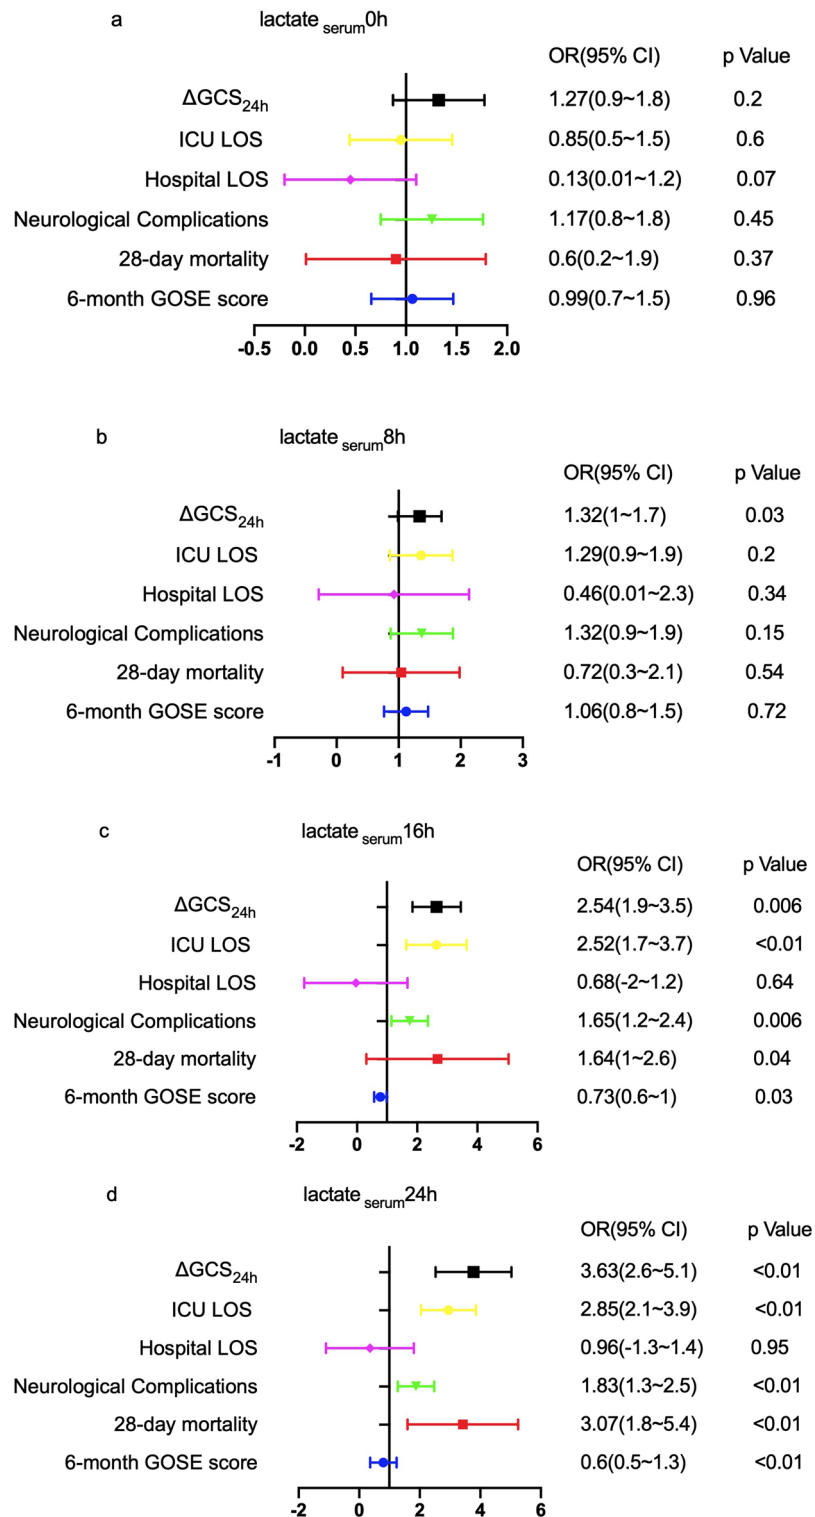 a lactate serum0h
OR(95% CI) p Value
ΔGCS24h 1.27(0.9~1.8) 0.2
ICU LOS 0.85(0.5~1.5) 0.6
Hospital LOS 0.13(0.01~1.2) 0.07
Neurological Complications 1.17(0.8~1.8) 0.45
28-day mortality 0.6(0.2~1.9) 0.37
6-month GOSE score 0.99(0.7~1.5) 0.96
-0.5 0.0 0.5 1.0 1.5 2.0
b lactate serum8h
OR(95% CI) p Value
ΔGCS24h 1.32(1~1.7) 0.03
ICU LOS 1.29(0.9~1.9) 0.2
Hospital LOS 0.46(0.01~2.3) 0.34
Neurological Complications 1.32(0.9~1.9) 0.15
28-day mortality 0.72(0.3~2.1) 0.54
6-month GOSE score 1.06(0.8~1.5) 0.72
-1 0 1 2 3
c lactate serum16h
OR(95% CI) p Value
ΔGCS24h 2.54(1.9~3.5) 0.006
ICU LOS 2.52(1.7~3.7) <0.01
Hospital LOS 0.68(-2~1.2) 0.64
Neurological Complications 1.65(1.2~2.4) 0.006
28-day mortality 1.64(1~2.6) 0.04
6-month GOSE score 0.73(0.6~1) 0.03
-2 0 2 4 6
d lactate serum24h
OR(95% CI) p Value
ΔGCS24h 3.63(2.6~5.1) <0.01
ICU LOS 2.85(2.1~3.9) <0.01
Hospital LOS 0.96(-1.3~1.4) 0.95
Neurological Complications 1.83(1.3~2.5) <0.01
28-day mortality 3.07(1.8~5.4) <0.01
6-month GOSE score 0.6(0.5~1.3) <0.01
-2 0 2 4 6